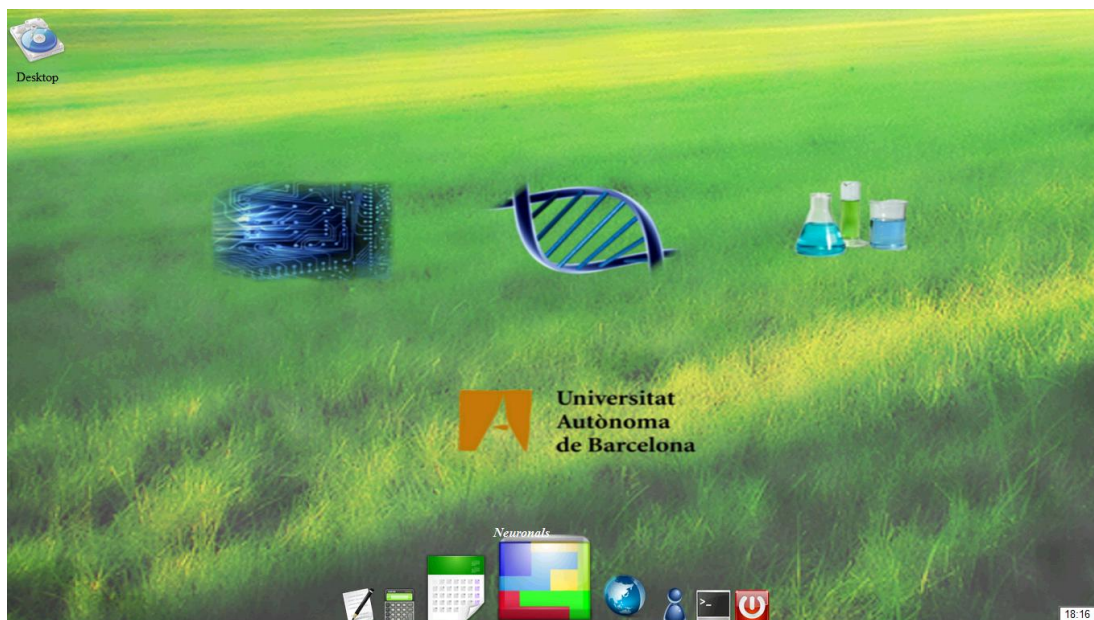 Desktop
Universitat
Autònoma
de Barcelona
Neuronals
>_
18:16